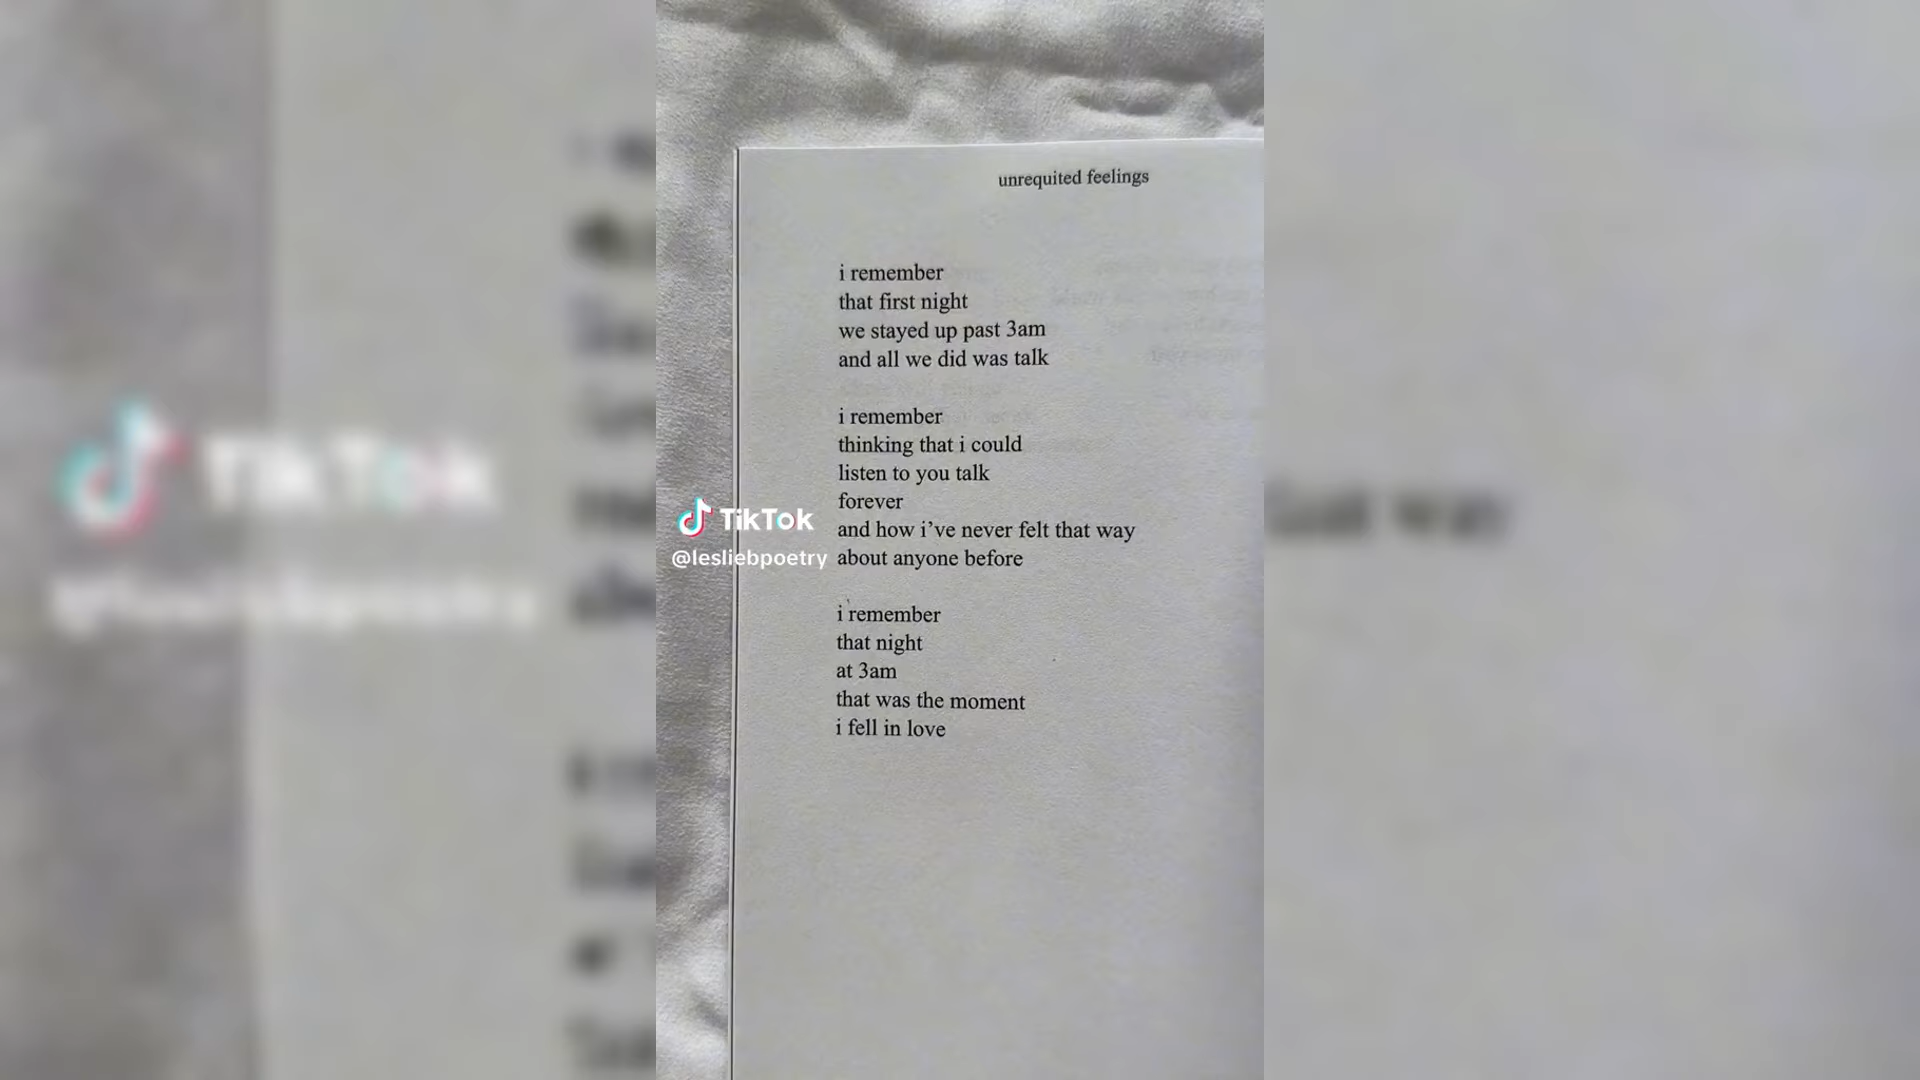 unrequited feelings
i remember
that first night
we stayed up past 3am
and all we did was talk
i remember
thinking that i could
listen to you talk
forever
and how i’ve never felt that way
about anyone before
i remember
that night
at 3am
that was the moment
i fell in love
TikTok
@lesliebpoetry